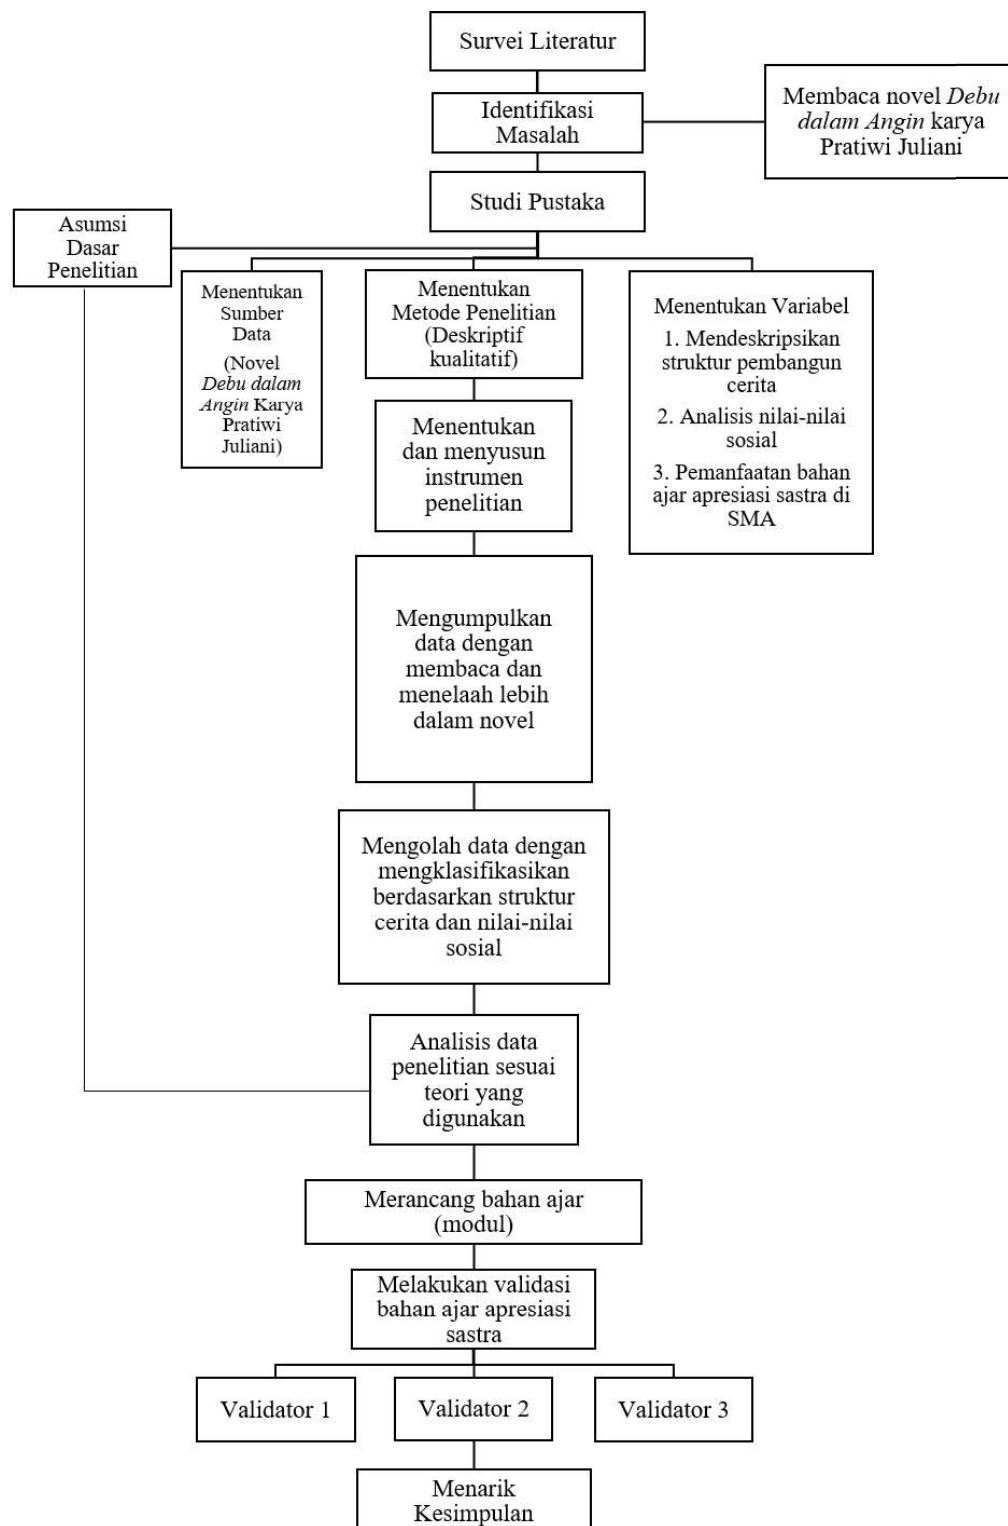 Survei Literatur
Identifikasi
Masalah
Membaca novel Debu
dalam Angin karya
Pratiwi Juliani
Studi Pustaka
Asumsi
Dasar
Penelitian
Menentukan
Sumber
Data
(Novel
Debu dalam
Angin Karya
Pratiwi
Juliani)
Menentukan
Metode Penelitian
(Deskriptif
kualitatif)
Menentukan Variabel
1. Mendeskripsikan
struktur pembangun
cerita
2. Analisis nilai-nilai
sosial
3. Pemanfaatan bahan
ajar apresiasi sastra di
SMA
Menentukan
dan menyusun
instrumen
penelitian
Mengumpulkan
data dengan
membaca dan
menelaah lebih
dalam novel
Mengolah data dengan
mengklasifikasikan
berdasarkan struktur
cerita dan nilai-nilai
sosial
Analisis data
penelitian sesuai
teori yang
digunakan
Merancang bahan ajar
(modul)
Melakukan validasi
bahan ajar apresiasi
sastra
Validator 1
Validator 2
Validator 3
Menarik
Kesimpulan